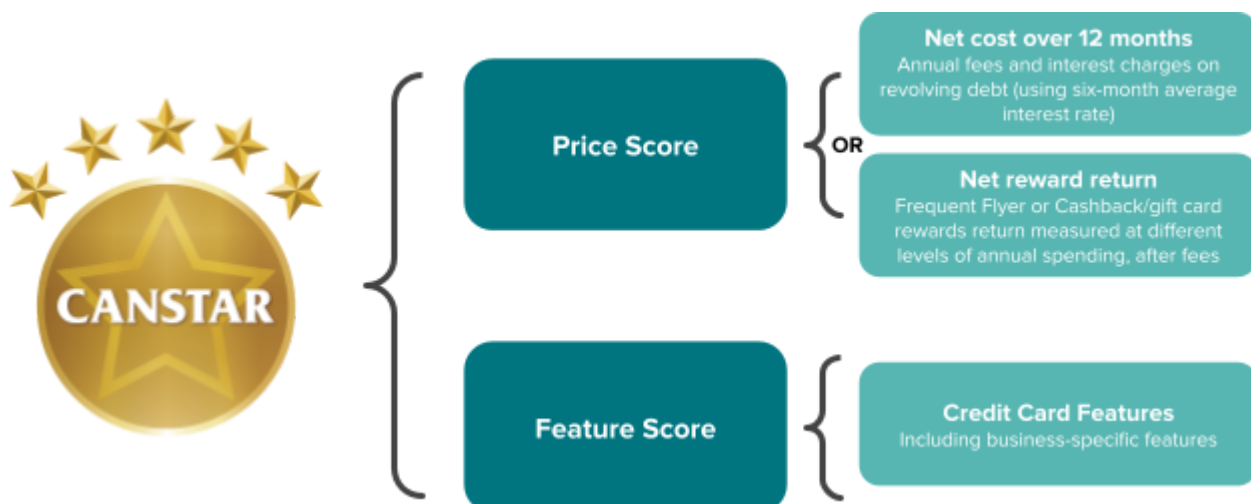 CANSTAR
Price Score
Net cost over 12 months
Annual fees and interest charges on
revolving debt (using six-month average
interest rate)
OR
Net reward return
Frequent Flyer or Cashback/gift card
rewards return measured at different
levels of annual spending, after fees
Feature Score
Credit Card Features
Including business-specific features